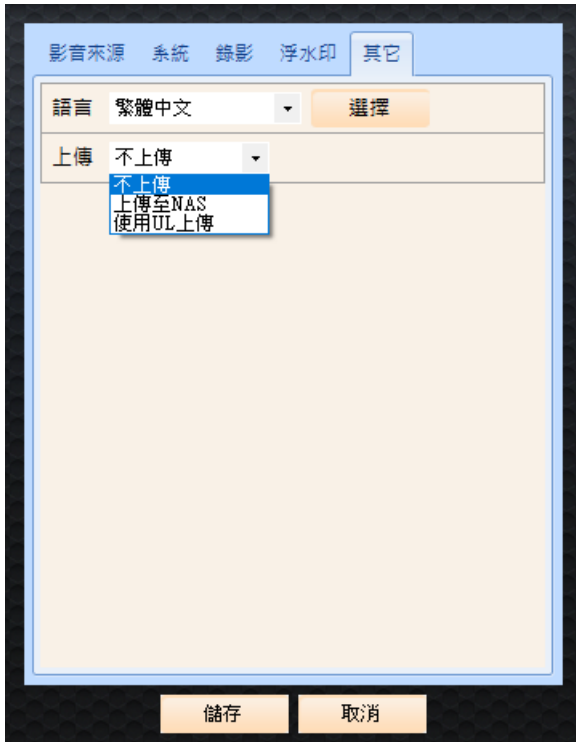 影音來源 系統 錄影 浮水印 其它
語言 繁體中文 選擇
上傳 不上傳
不上傳
上傳至NAS
使用UL上傳
儲存 取消